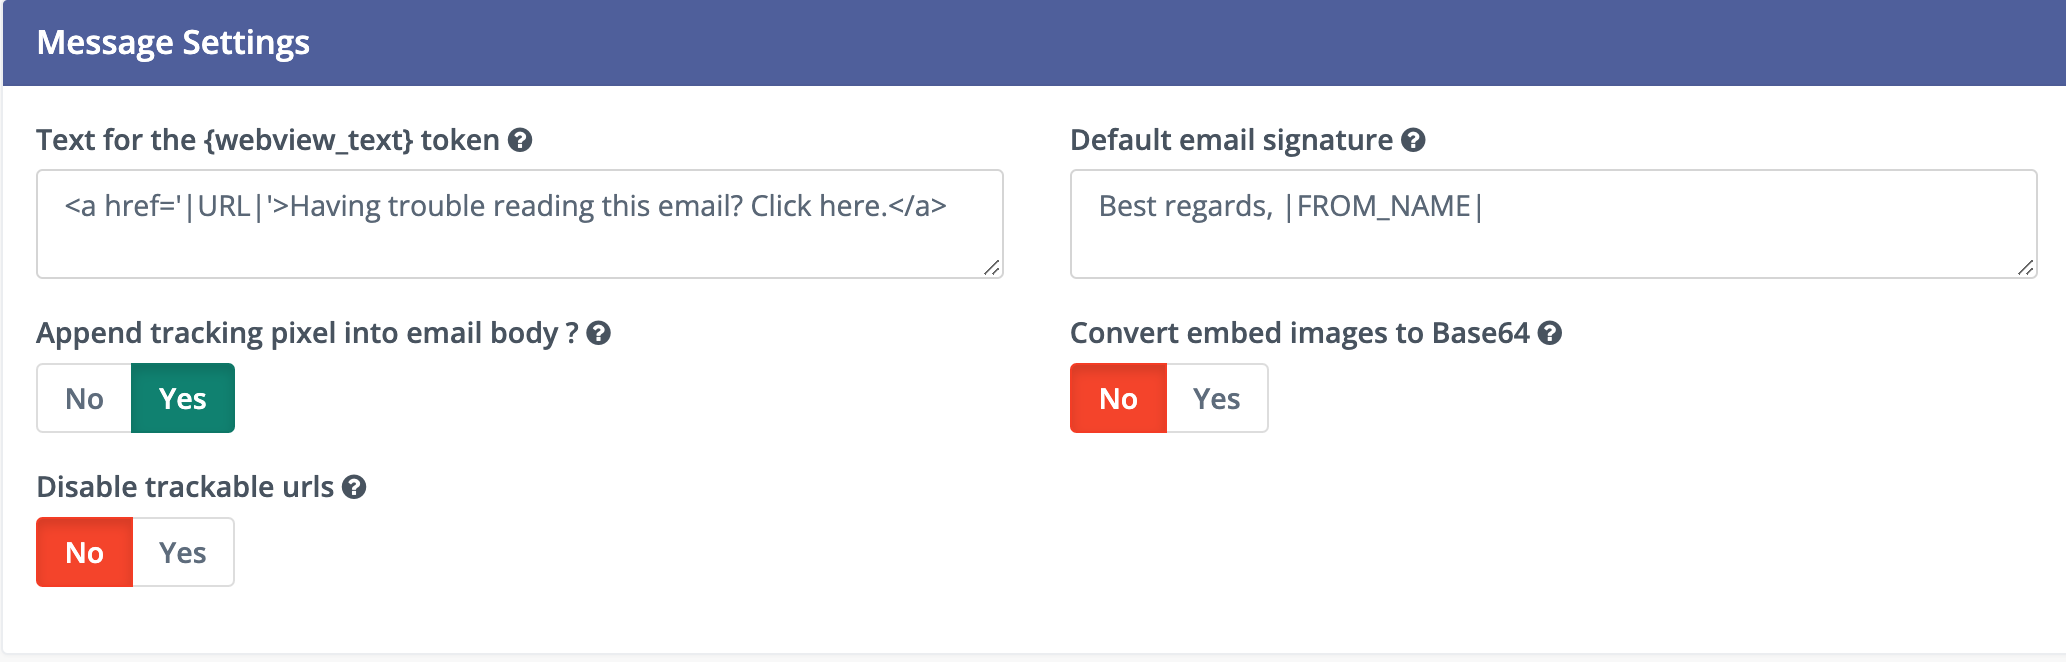 Message Settings
Text for the {webview_text} token
<a href='|URL|'>Having trouble reading this email? Click here.</a>
Default email signature
Best regards, |FROM_NAME|
Append tracking pixel into email body ?
No Yes
Convert embed images to Base64
No Yes
Disable trackable urls
No Yes